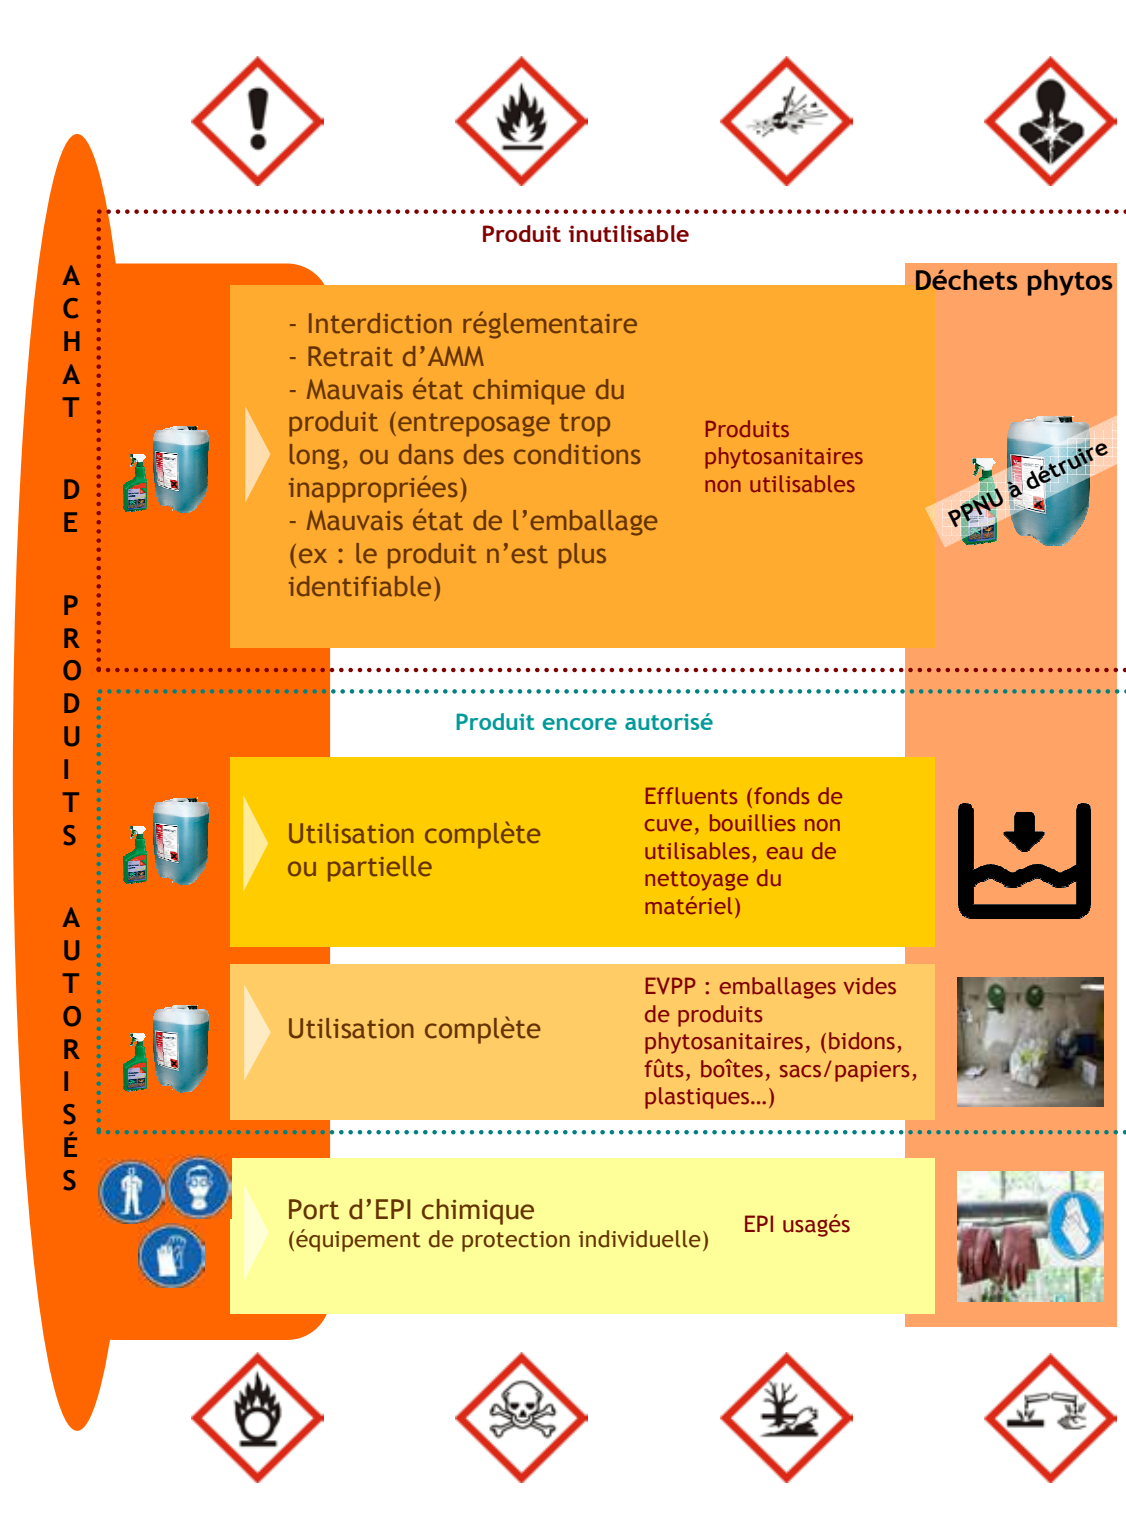 ACHAT DE PRODUITS AUTORISÉS
Produit inutilisable
Déchets phytos
- Interdiction réglementaire
- Retrait d'AMM
- Mauvais état chimique du
produit (entreposage trop
long, ou dans des conditions
inappropriées)
- Mauvais état de l'emballage
(ex : le produit n'est plus
identifiable)
Produits
phytosanitaires
non utilisables
PPNU à détruire
Produit encore autorisé
Utilisation complète
ou partielle
Effluents (fonds de
cuve, bouillies non
utilisables, eau de
nettoyage du
matériel)
Utilisation complète
EVPP : emballages vides
de produits
phytosanitaires, (bidons,
fûts, boîtes, sacs/papiers,
plastiques…)
Port d'EPI chimique
(équipement de protection individuelle)
EPI usagés